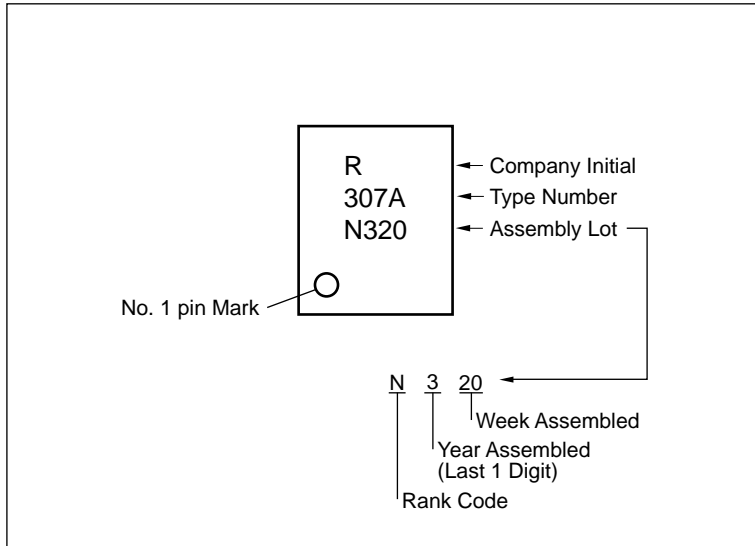 R
307A
N320
Company Initial
Type Number
Assembly Lot
No. 1 pin Mark
N 3 20
Week Assembled
Year Assembled
(Last 1 Digit)
Rank Code